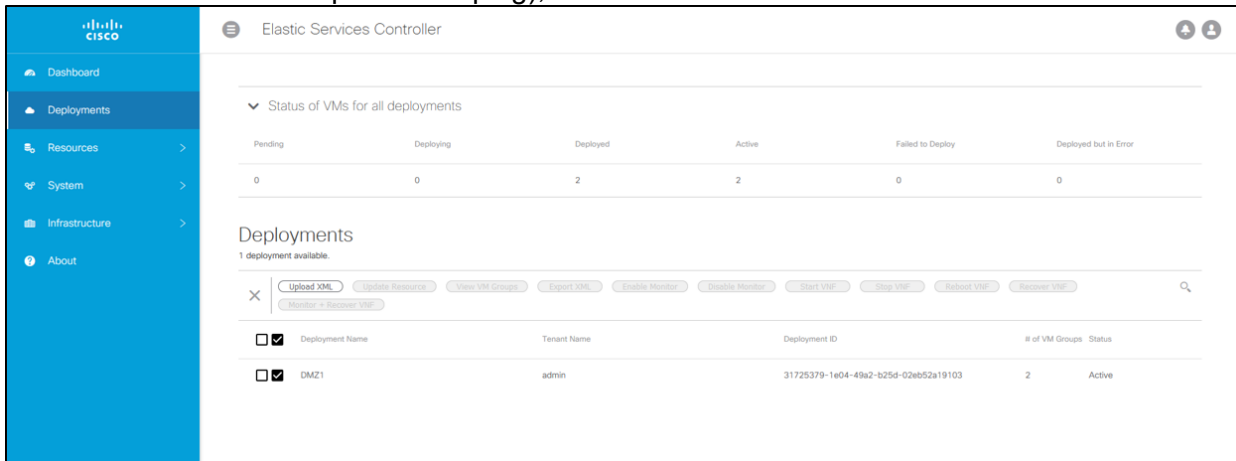 cisco
Elastic Services Controller
Dashboard
Deployments
Resources
System
Infrastructure
About
Status of VMs for all deployments
Pending Deploying Deployed Active Failed to Deploy Deployed but in Error
0 0 2 2 0 0
Deployments
1 deployment available.
Upload XML Update Resource View VM Groups Export XML Enable Monitor Disable Monitor Start VNF Stop VNF Reboot VNF Recover VNF
Monitor + Recover VNF
Deployment Name Tenant Name Deployment ID # of VM Groups Status
DMZ1 admin 31725379-1e04-49a2-b25d-02eb52a19103 2 Active